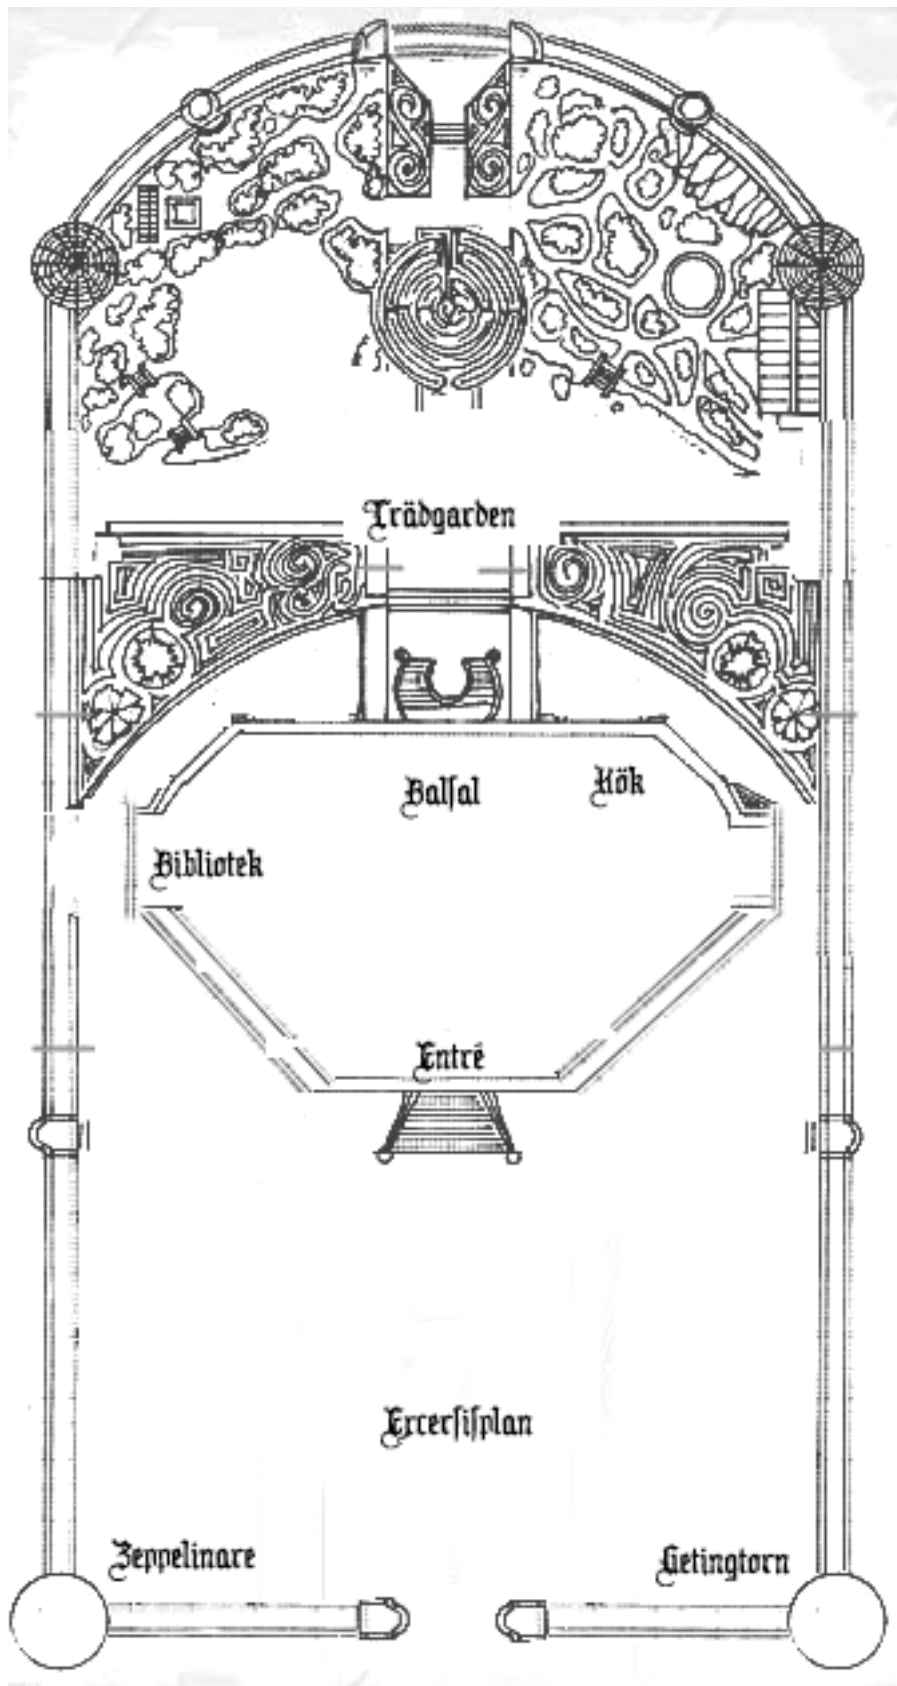 Trädgarden
Balſal
Kök
Bibliotek
Entré
Excerſiſplan
Zeppelinare
Getingtorn